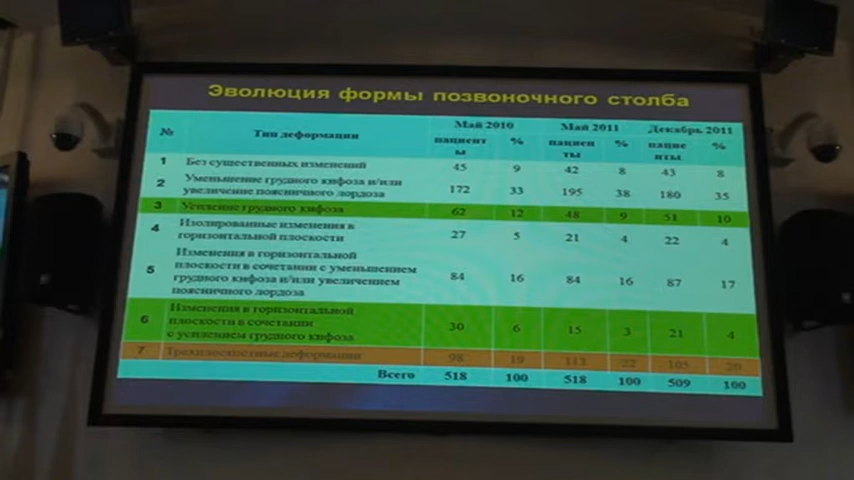 Эволюция формы позвоночного столба
№ Тип деформации Май 2010 Май 2011 Декабрь 2011
пациенты % пациенты % пациенты %
1 Без существенных изменений 45 9 42 8 43 8
2 Уменьшение грудного кифоза и/или
увеличение поясничного лордоза 172 33 195 38 180 35
3 Усиление грудного кифоза 62 12 48 9 51 10
4 Изолированные изменения в
горизонтальной плоскости 27 5 21 4 22 4
5 Изменения в горизонтальной
плоскости в сочетании с уменьшением
грудного кифоза и/или увеличением
поясничного лордоза 84 16 84 16 87 17
6 Изменения в горизонтальной
плоскости в сочетании
с усилением грудного кифоза 30 6 15 3 21 4
7 Трехплоскостные деформации 98 19 113 22 105 20
Всего 518 100 518 100 509 100